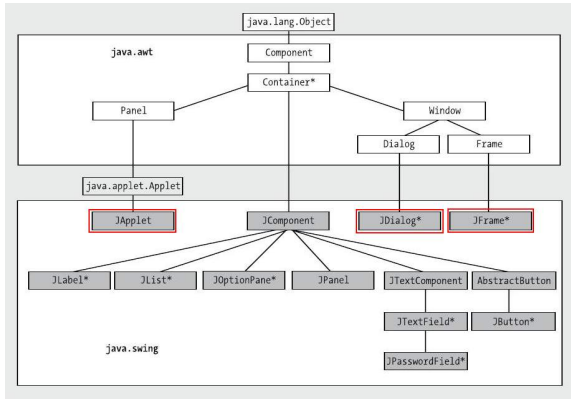 java.lang.Object
java.awt
Component
Container*
Panel
Window
Dialog
Frame
java.applet.Applet
JApplet
JComponent
JDialog*
JFrame*
JLabel*
JList*
JOptionPane*
JPanel
JTextComponent
AbstractButton
JTextField*
JButton*
java.swing
JPasswordField*